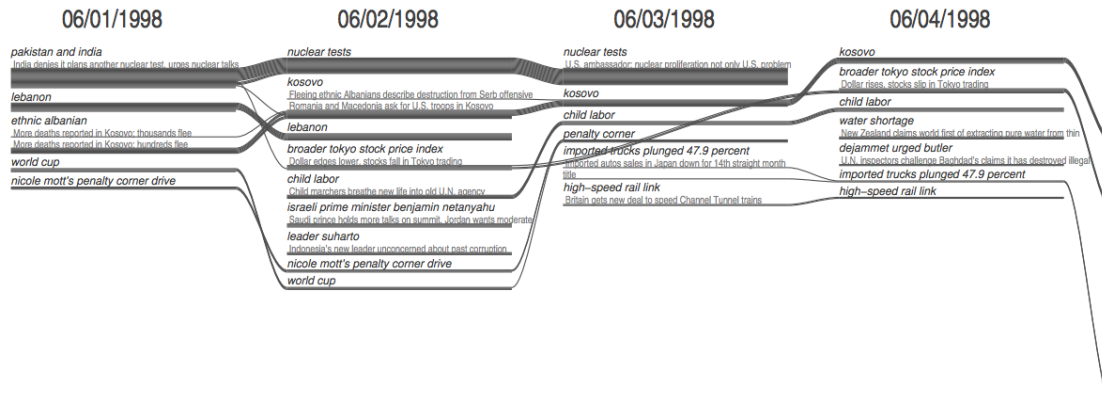 06/01/1998
06/02/1998
06/03/1998
06/04/1998
pakistan and india
India denies it plans another nuclear test, urges nuclear talks
lebanon
ethnic albanian
More deaths reported in Kosovo; thousands flee
More deaths reported in Kosovo; hundreds flee
world cup
nicole mott's penalty corner drive
nuclear tests
kosovo
Fleeing ethnic Albanians describe destruction from Serb offensive
Romania and Macedonia ask for U.S. troops in Kosovo
lebanon
broader tokyo stock price index
Dollar edges lower, stocks fall in Tokyo trading
child labor
Child marchers breathe new life into old U.N. agency
israeli prime minister benjamin netanyahu
Saudi prince holds more talks on summit, Jordan wants moderate
leader suharto
Indonesia's new leader unconcerned about past corruption
nicole mott's penalty corner drive
world cup
nuclear tests
U.S. ambassador: nuclear proliferation not only U.S. problem
kosovo
child labor
penalty corner
imported trucks plunged 47.9 percent
Imported autos sales in Japan down for 14th straight month
title
high-speed rail link
Britain gets new deal to speed Channel Tunnel trains
kosovo
broader tokyo stock price index
Dollar rises, stocks slip in Tokyo trading
child labor
water shortage
New Zealand claims world first of extracting pure water from thin
dejammet urged butler
U.N. inspectors challenge Baghdad's claims it has destroyed illegal
imported trucks plunged 47.9 percent
high-speed rail link